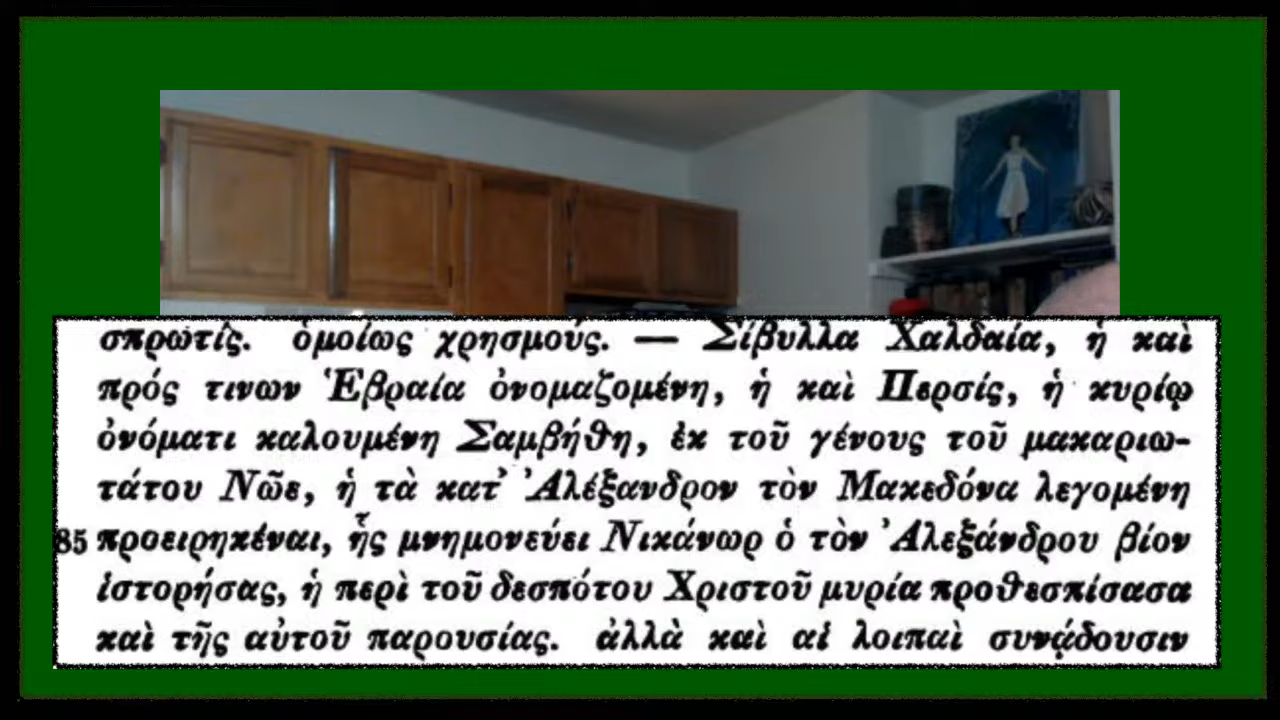 σπρωτίς. ὁμοίως χρησμούς. — Σίβυλλα Χαλδαία, ἡ καὶ
πρός τινων Ἑβραία ὀνομαζομένη, ἡ καὶ Περσίς, ἡ κυρίῳ
ὀνόματι καλουμένη Σαμβήθη, ἐκ τοῦ γένους τοῦ μακαριω-
τάτου Νῶε, ἡ τὰ κατ’ Ἀλέξανδρον τὸν Μακεδόνα λεγομένη
85 προειρηκέναι, ἧς μνημονεύει Νικάνωρ ὁ τὸν Ἀλεξάνδρου βίον
ἱστορήσας, ἡ περὶ τοῦ δεσπότου Χριστοῦ μυρία προθεσπίσασα
καὶ τῆς αὐτοῦ παρουσίας. ἀλλὰ καὶ αἱ λοιπαὶ συνᾴδουσιν